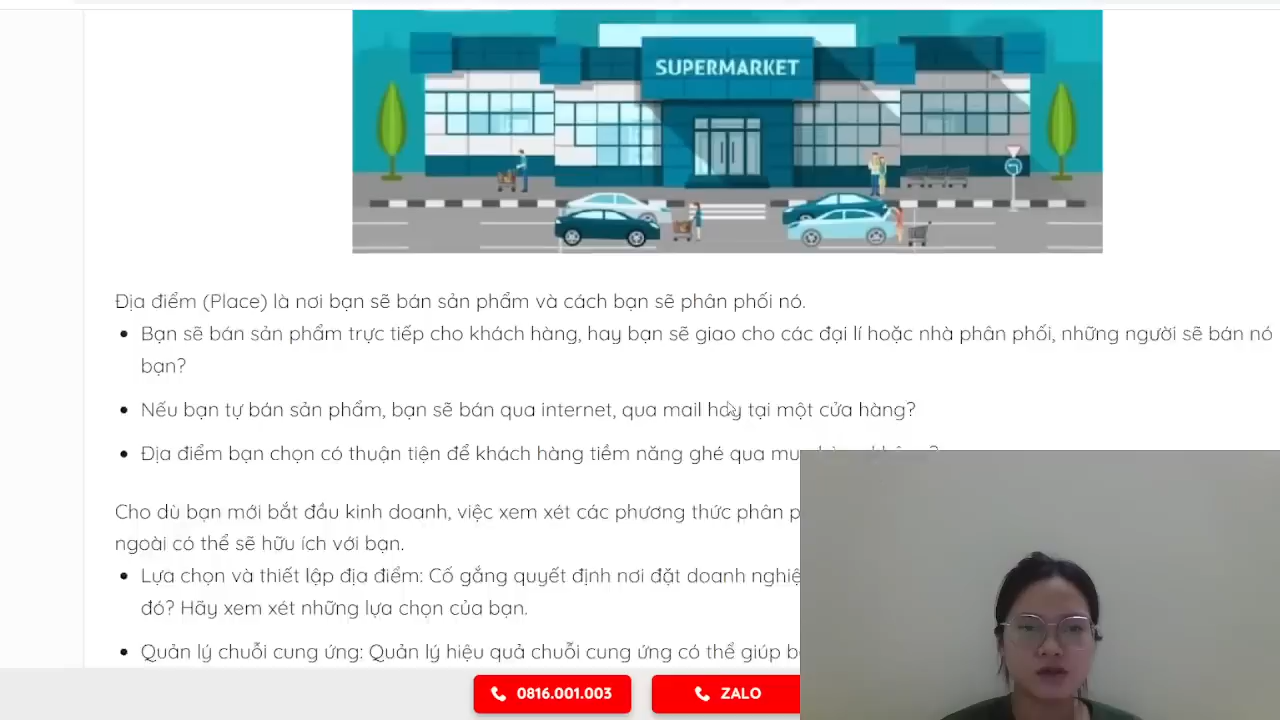 SUPERMARKET
Địa điểm (Place) là nơi bạn sẽ bán sản phẩm và cách bạn sẽ phân phối nó.
Bạn sẽ bán sản phẩm trực tiếp cho khách hàng, hay bạn sẽ giao cho các đại lí hoặc nhà phân phối, những người sẽ bán nó
bạn?
Nếu bạn tự bán sản phẩm, bạn sẽ bán qua internet, qua mail hay tại một cửa hàng?
Địa điểm bạn chọn có thuận tiện để khách hàng tiềm năng ghé qua
Cho dù bạn mới bắt đầu kinh doanh, việc xem xét các phương thức phân
ngoài có thể sẽ hữu ích với bạn.
Lựa chọn và thiết lập địa điểm: Cố gắng quyết định nơi đặt doanh
đó? Hãy xem xét những lựa chọn của bạn.
Quản lý chuỗi cung ứng: Quản lý hiệu quả chuỗi cung ứng có thể giúp
0816.001.003
ZALO